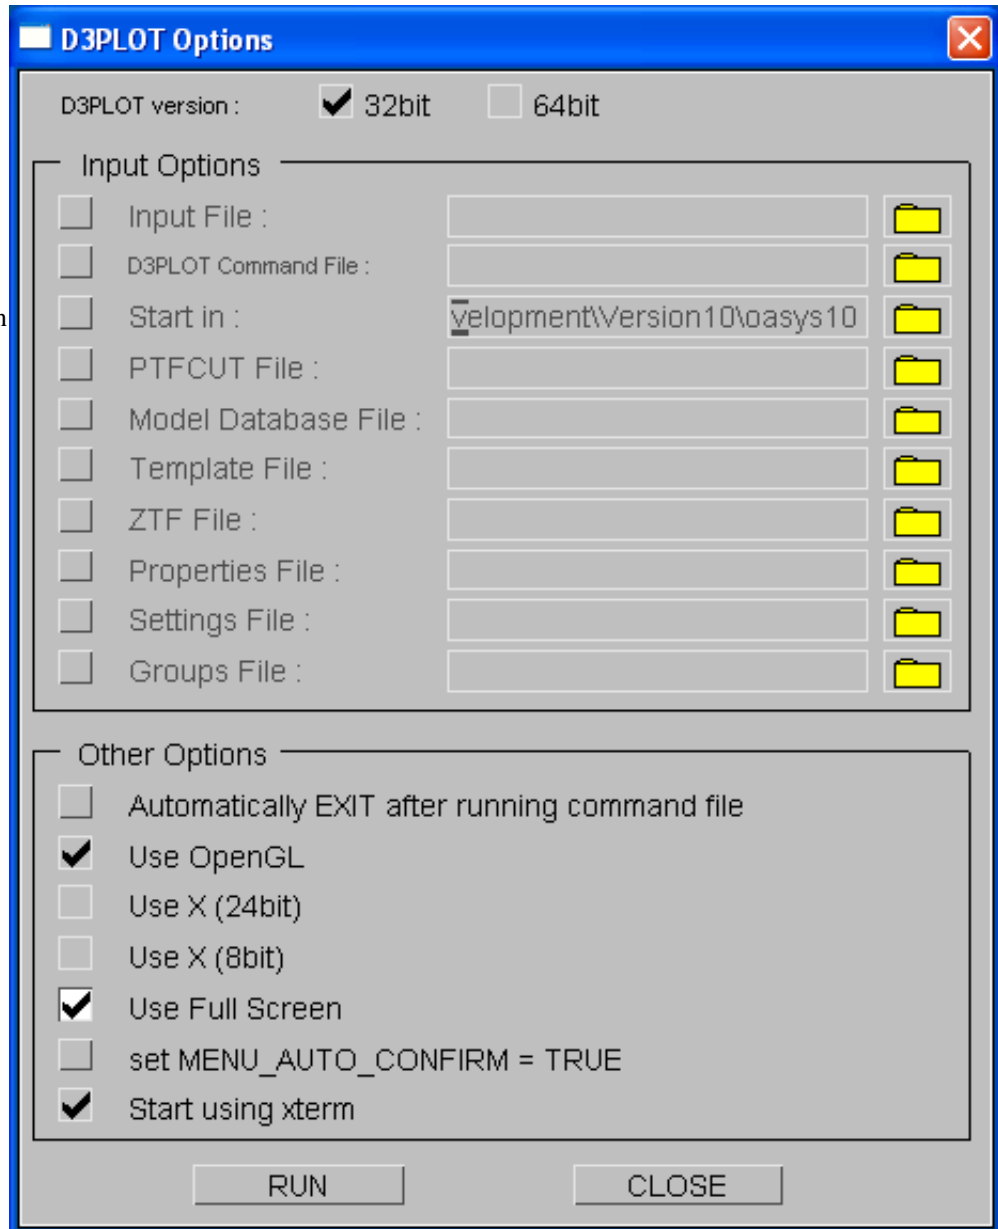 D3PLOT Options
D3PLOT version : 32bit 64bit
Input Options
Input File :
D3PLOT Command File :
Start in : velopment\Version10\oasys10
PTFCUT File :
Model Database File :
Template File :
ZTF File :
Properties File :
Settings File :
Groups File :
Other Options
Automatically EXIT after running command file
Use OpenGL
Use X (24bit)
Use X (8bit)
Use Full Screen
set MENU_AUTO_CONFIRM = TRUE
Start using xterm
RUN CLOSE